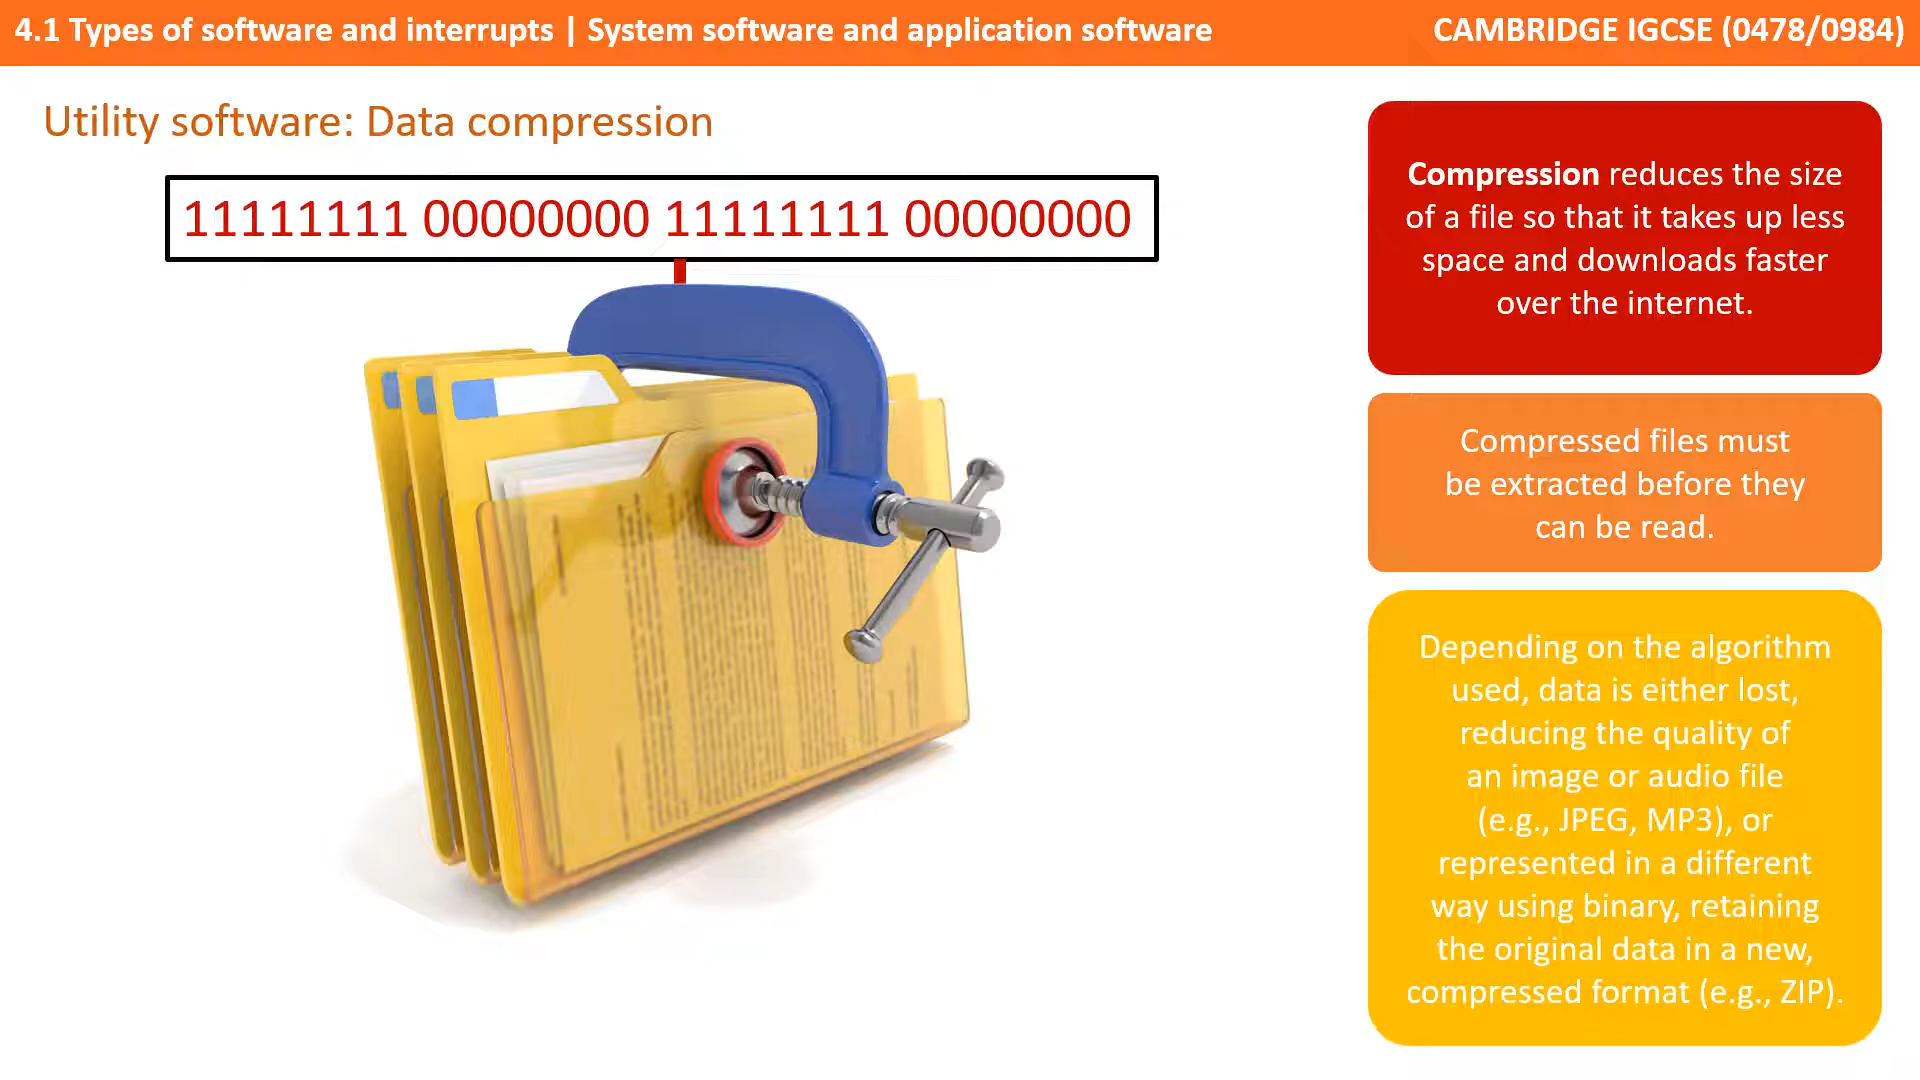 4.1 Types of software and interrupts | System software and application software
CAMBRIDGE IGCSE (0478/0984)
Utility software: Data compression
11111111 00000000 11111111 00000000
Compression reduces the size
of a file so that it takes up less
space and downloads faster
over the internet.
Compressed files must
be extracted before they
can be read.
Depending on the algorithm
used, data is either lost,
reducing the quality of
an image or audio file
(e.g., JPEG, MP3), or
represented in a different
way using binary, retaining
the original data in a new,
compressed format (e.g., ZIP).